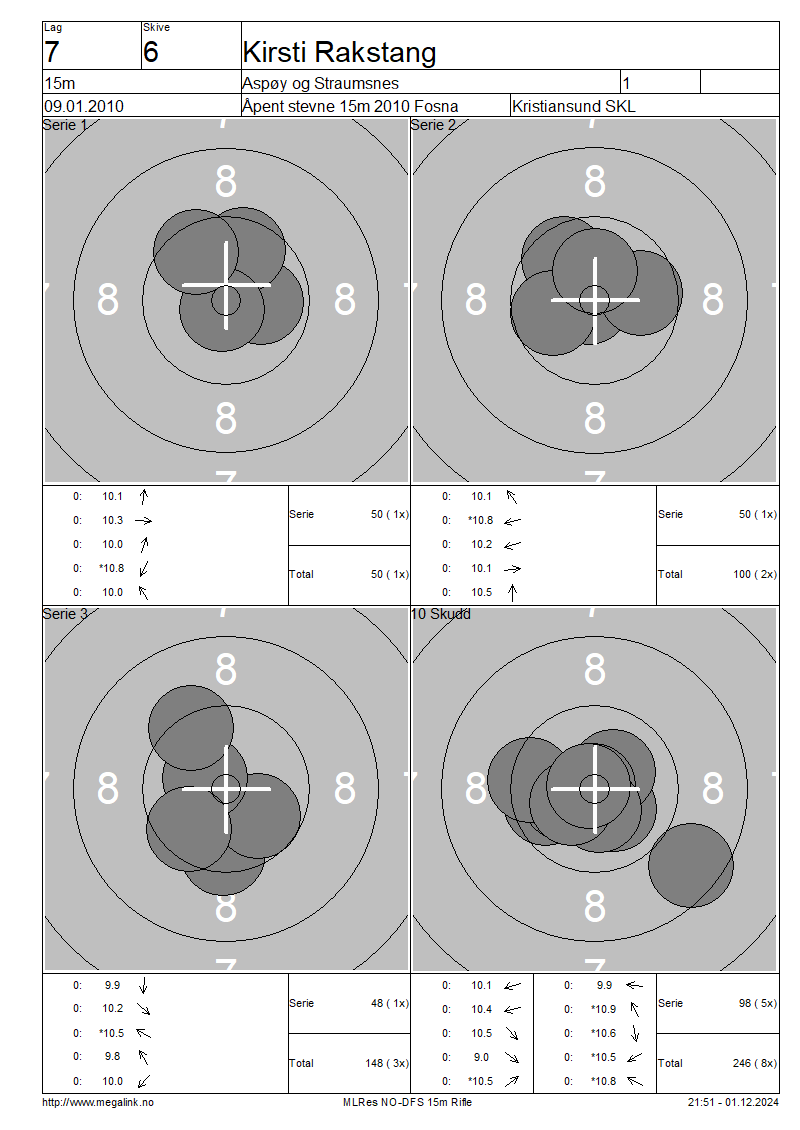 Lag Skive
7 6 Kirsti Rakstang
15m Aspøy og Straumsnes 1
09.01.2010 Åpent stevne 15m 2010 Fosna Kristiansund SKL
Serie 1 Serie 2
8 8
8 8 8 8
8 8
0: 10.1 0: 10.1
Serie 50 ( 1x) Serie 50 ( 1x)
0: 10.3 0: *10.8
0: 10.0 0: 10.2
0: *10.8 0: 10.1
Total 50 ( 1x) Total 100 ( 2x)
0: 10.0 0: 10.5
Serie 3 10 Skudd
8 8
8 8 8 8
8 8
0: 9.9 0: 10.1 0: 9.9
Serie 48 ( 1x) Serie 98 ( 5x)
0: 10.2 0: 10.4 0: *10.9
0: *10.5 0: 10.5 0: *10.6
0: 9.8 0: 9.0 0: *10.5
Total 148 ( 3x) Total 246 ( 8x)
0: 10.0 0: *10.5 0: *10.8
http://www.megalink.no MLRes NO-DFS 15m Rifle 21:51 - 01.12.2024